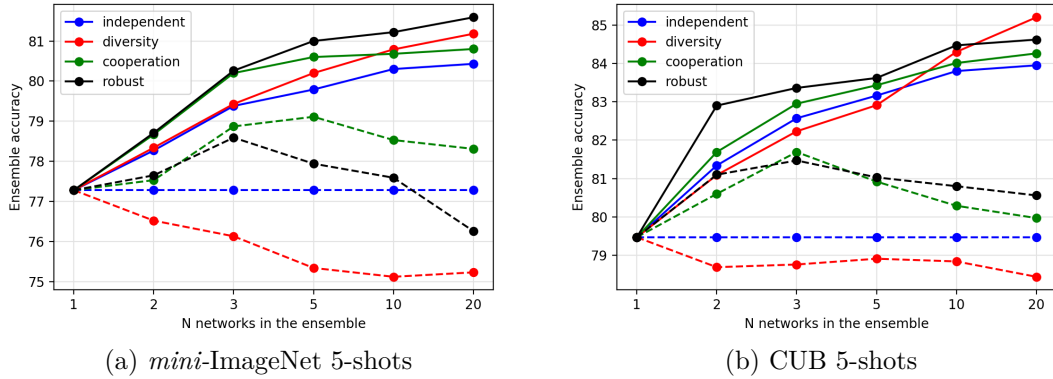 independent
diversity
cooperation
robust
Ensemble accuracy
81
80
79
78
77
76
75
1 2 3 5 10 20
N networks in the ensemble
(a) mini-ImageNet 5-shots
independent
diversity
cooperation
robust
Ensemble accuracy
85
84
83
82
81
80
79
1 2 3 5 10 20
N networks in the ensemble
(b) CUB 5-shots